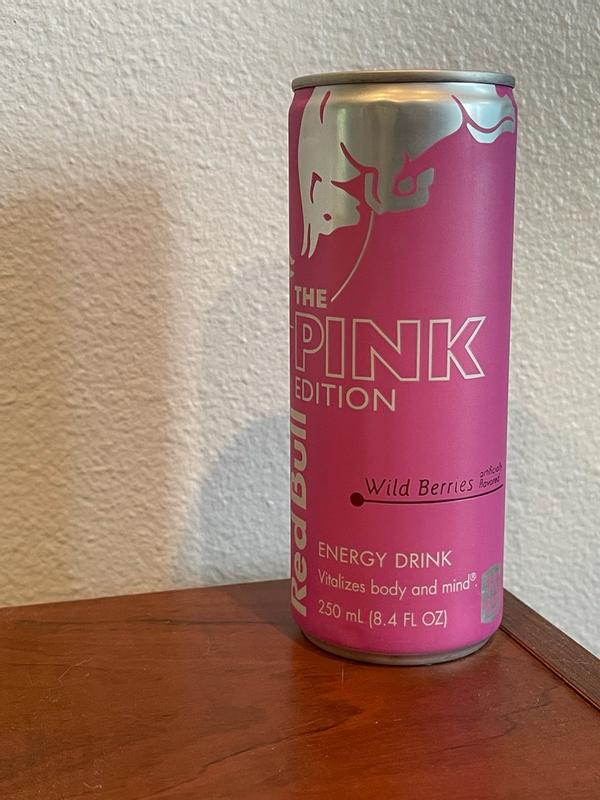 THE
PINK
EDITION
Red Bull
Wild Berries
artificially
flavored
ENERGY DRINK
Vitalizes body and mind®.
250 mL (8.4 FL OZ)